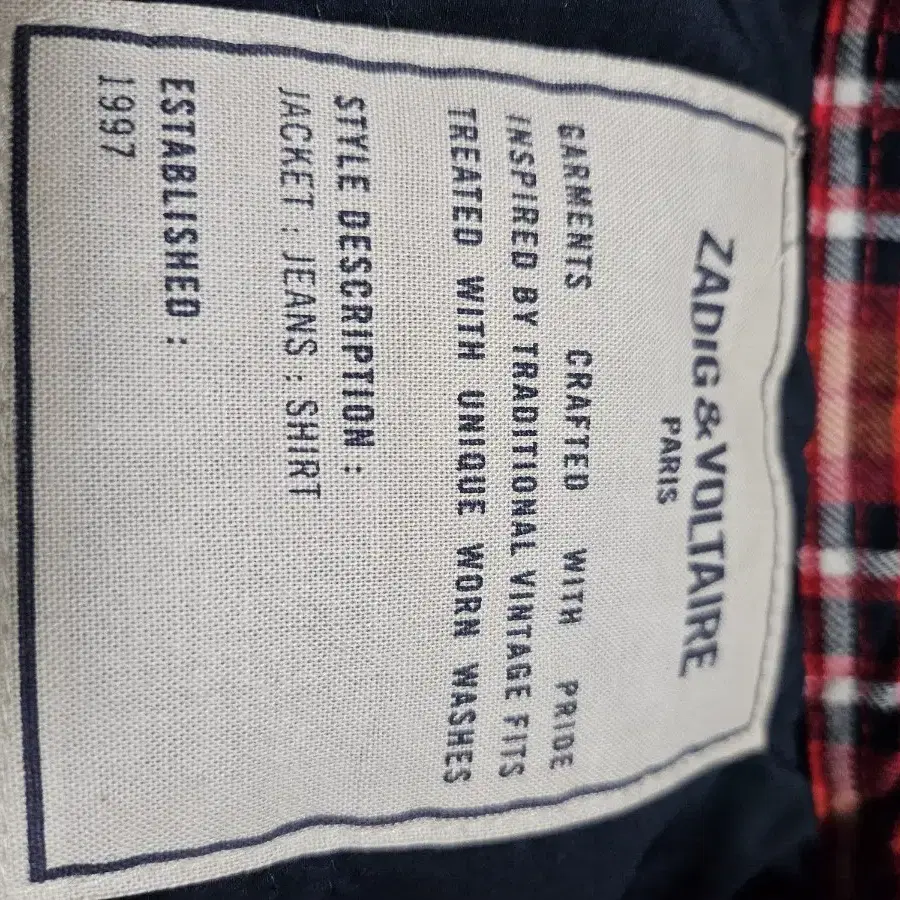 ZADIG & VOLTAIRE
PARIS
GARMENTS CRAFTED WITH PRIDE
INSPIRED BY TRADITIONAL VINTAGE FITS
TREATED WITH UNIQUE WORN WASHES
STYLE DESCRIPTION :
JACKET : JEANS : SHIRT
ESTABLISHED :
1997